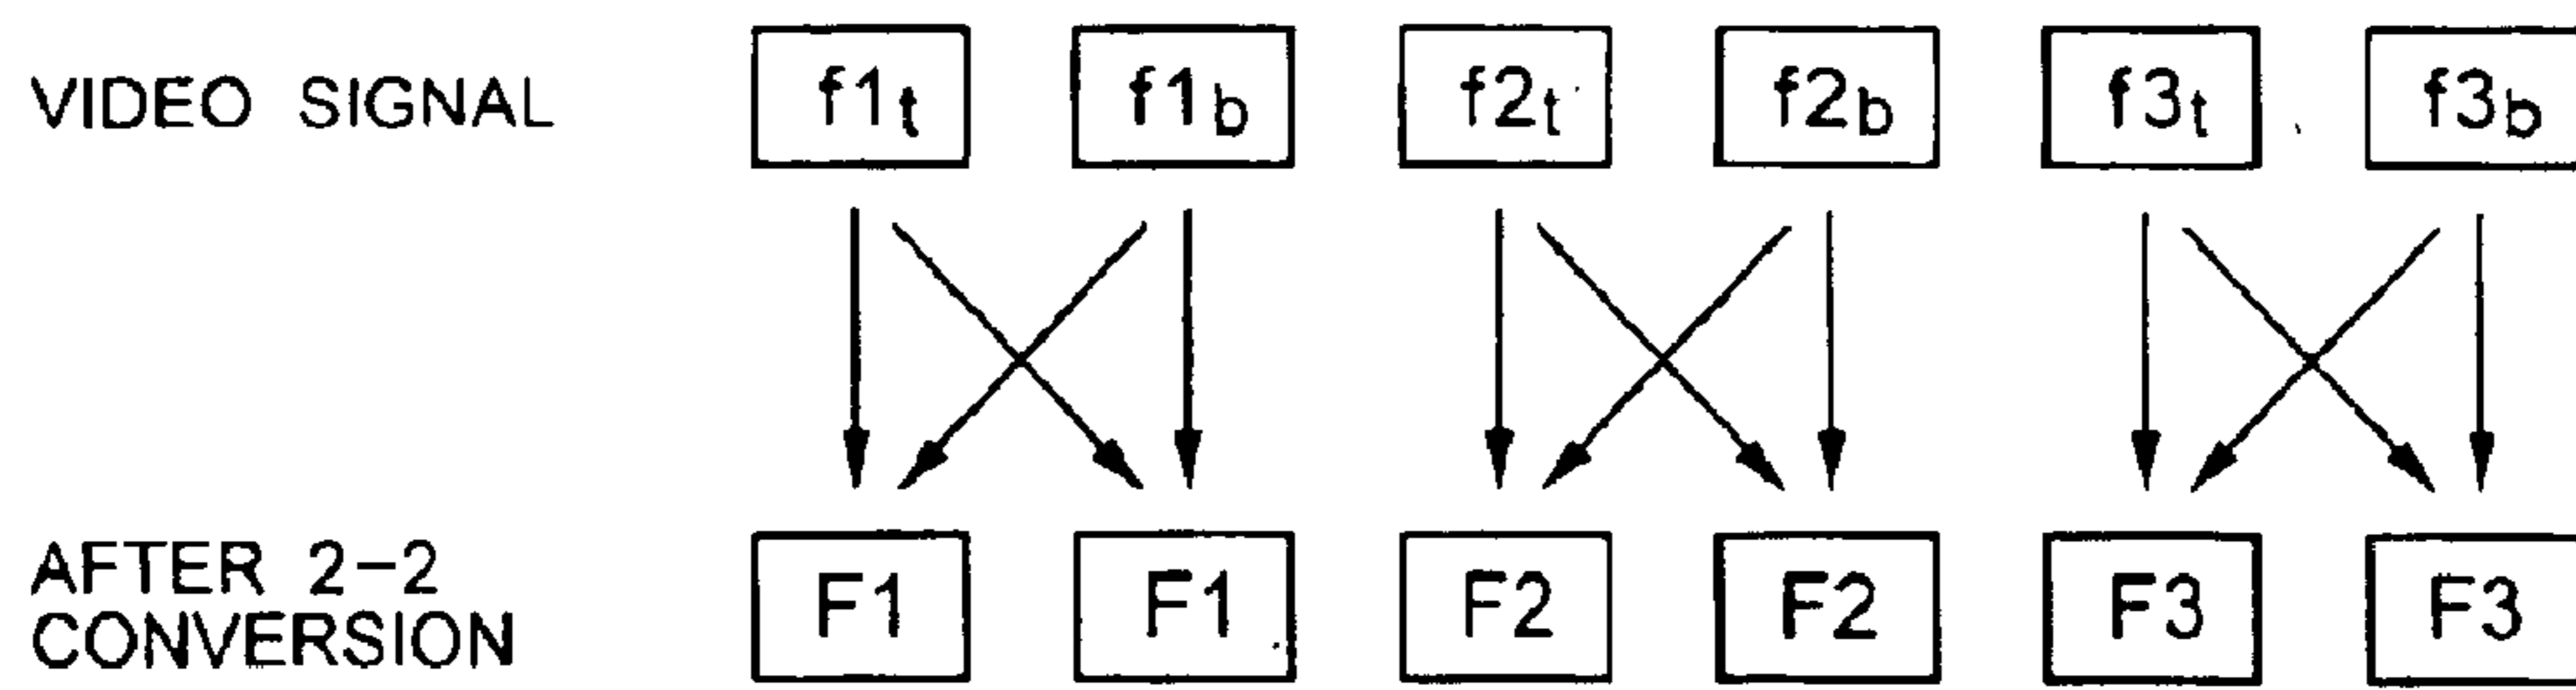 VIDEO SIGNAL f1t f1b f2t f2b f3t f3b
AFTER 2-2 CONVERSION F1 F1 F2 F2 F3 F3